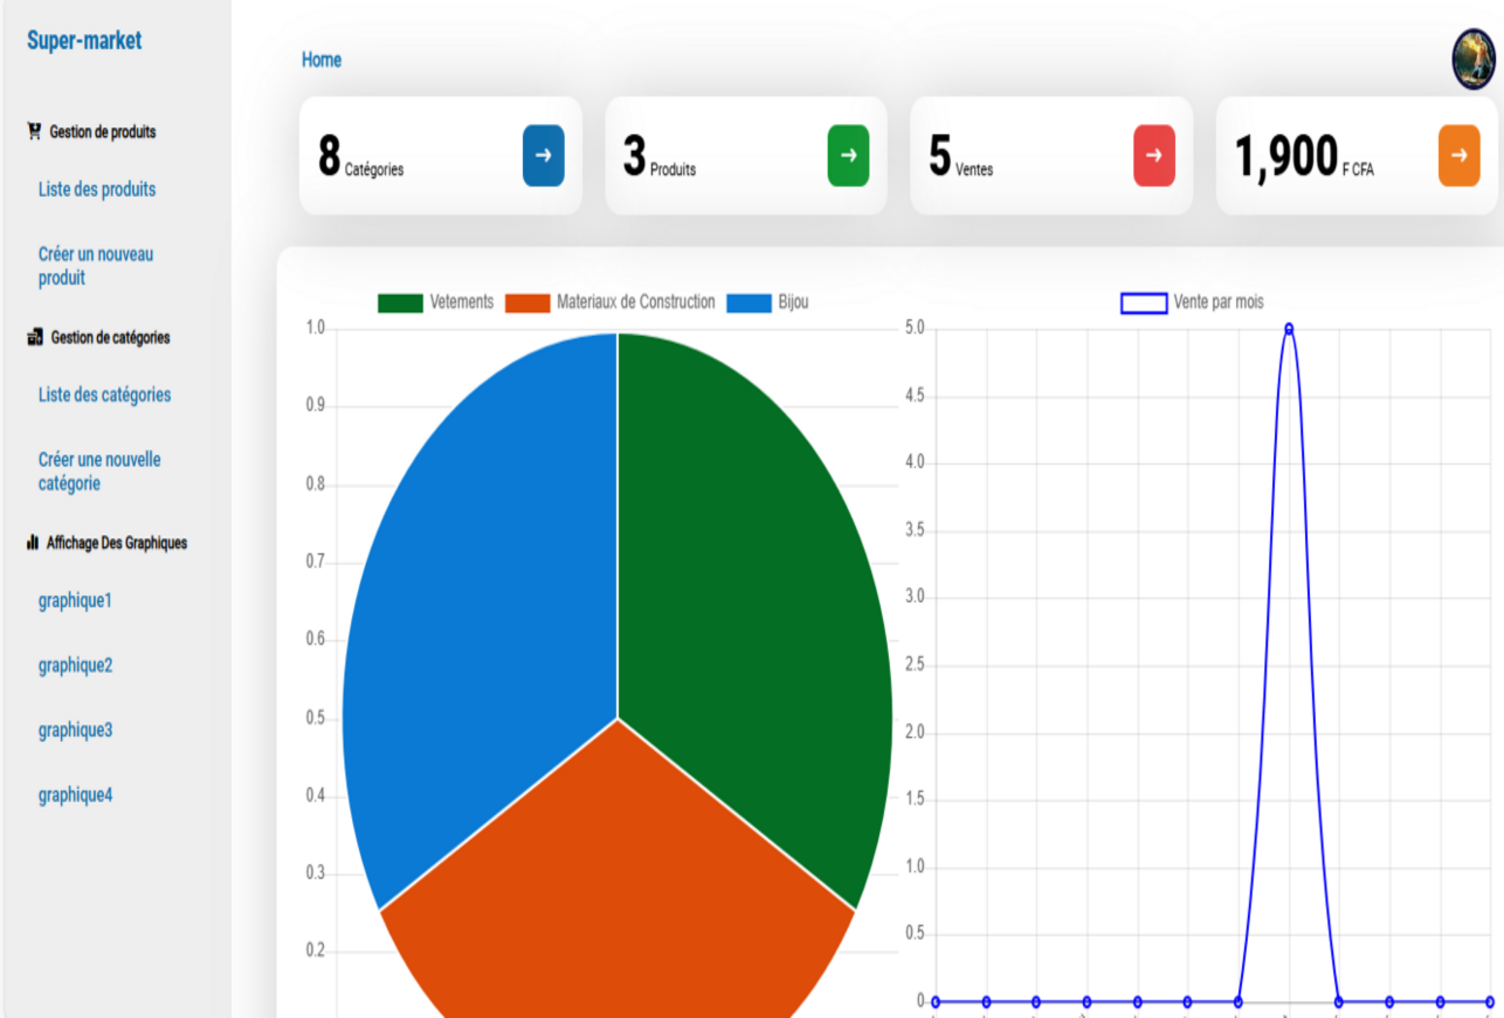 Super-market
Gestion de produits
Liste des produits
Créer un nouveau
produit
Gestion de catégories
Liste des catégories
Créer une nouvelle
catégorie
Affichage Des Graphiques
graphique1
graphique2
graphique3
graphique4
Home
8 Catégories
3 Produits
5 Ventes
1,900 F CFA
Vetements Materiaux de Construction Bijou
1.0
0.9
0.8
0.7
0.6
0.5
0.4
0.3
0.2
Vente par mois
5.0
4.5
4.0
3.5
3.0
2.5
2.0
1.5
1.0
0.5
0